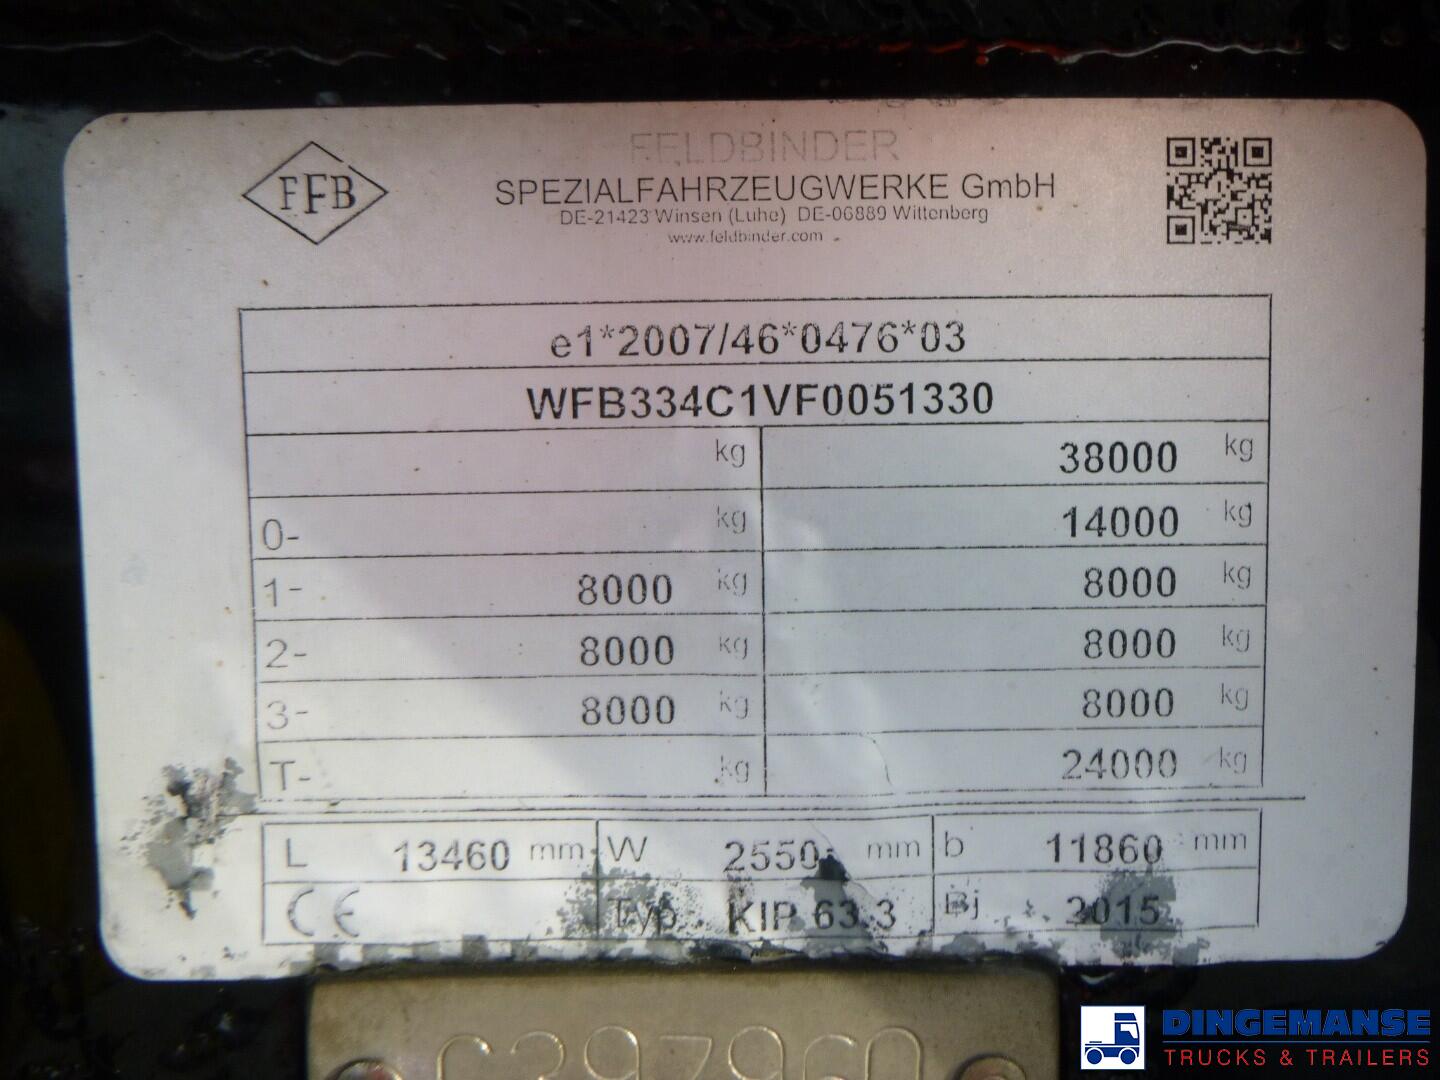 FFB
FELDBINDER
SPEZIALFAHRZEUGWERKE GmbH
DE-21423 Winsen (Luhe) DE-06889 Wittenberg
www.feldbinder.com
e1*2007/46*0476*03
WFB334C1VF0051330
kg 38000 kg
0- kg 14000 kg
1- 8000 kg 8000 kg
2- 8000 kg 8000 kg
3- 8000 kg 8000 kg
T- kg 24000 kg
L 13460 mm W 2550 mm b 11860 mm
CE Typ KIP 63.3 Bj 2015
DINGEMANSE
TRUCKS & TRAILERS